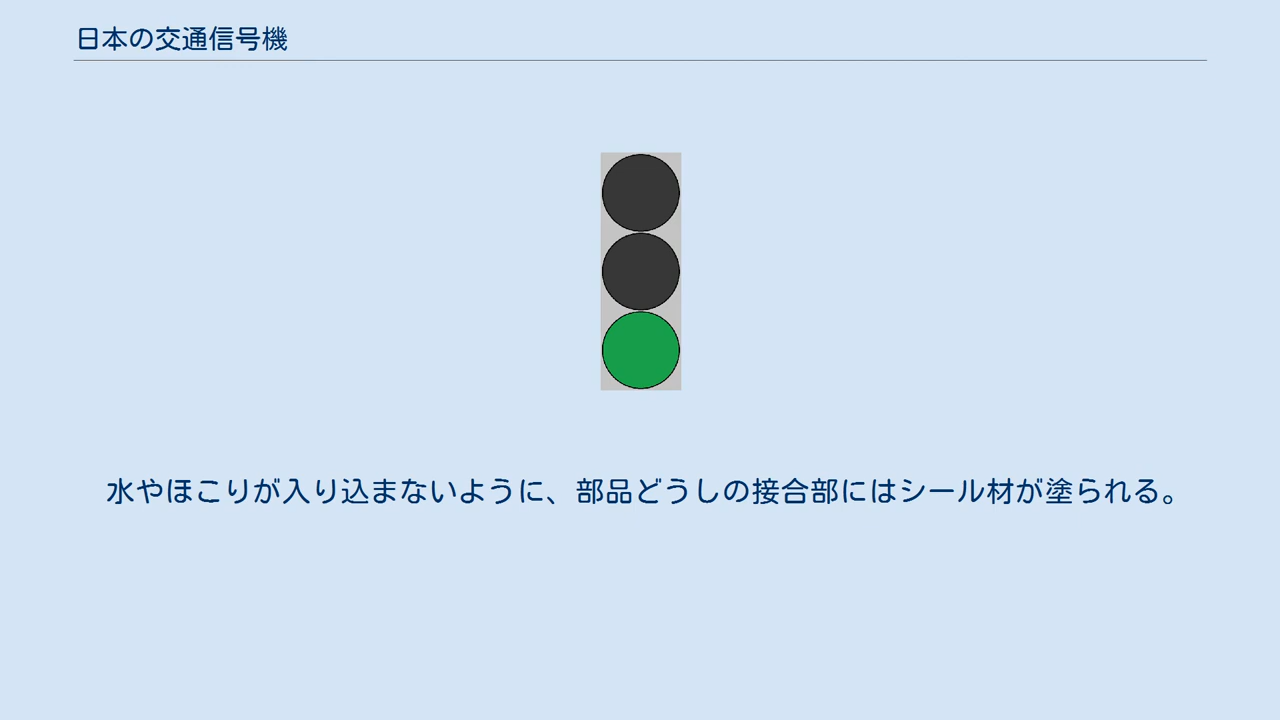 日本の交通信号機
水やほこりが入り込まないように、部品どうしの接合部にはシール材が塗られる。